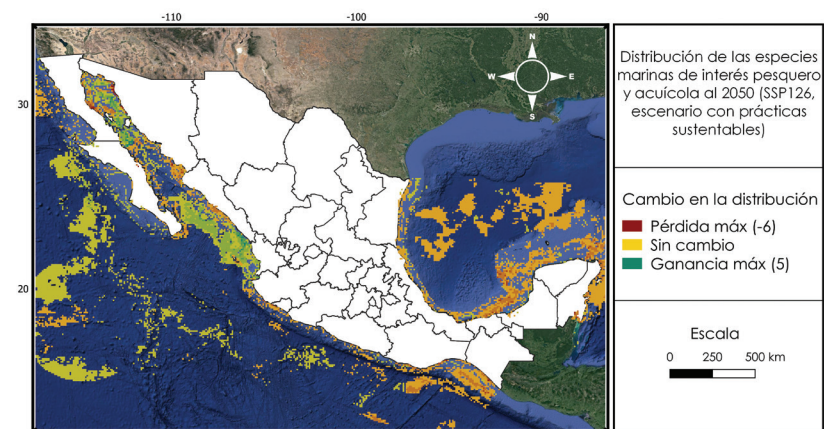 -110
-100
-90
30
20
N
W
E
S
Distribución de las especies
marinas de interés pesquero
y acuícola al 2050 (SSP126,
escenario con prácticas
sustentables)
Cambio en la distribución
Pérdida máx (-6)
Sin cambio
Ganancia máx (5)
Escala
0 250 500 km